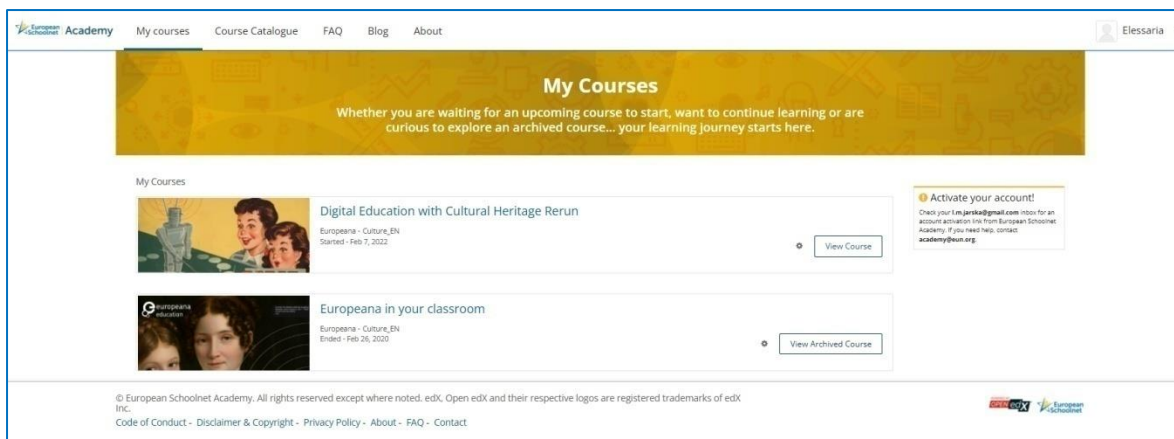 European Schoolnet Academy My courses Course Catalogue FAQ Blog About Elessaria
My Courses
Whether you are waiting for an upcoming course to start, want to continue learning or are
curious to explore an archived course... your learning journey starts here.
My Courses
Digital Education with Cultural Heritage Rerun
Europeana - Culture_EN
Started - Feb 7, 2022
View Course
Activate your account!
Check your l.m.jarska@gmail.com inbox for an
account activation link from European Schoolnet
Academy. If you need help, contact
academy@eun.org.
europeana
education
Europeana in your classroom
Europeana - Culture_EN
Ended - Feb 26, 2020
View Archived Course
© European Schoolnet Academy. All rights reserved except where noted. edX, Open edX and their respective logos are registered trademarks of edX
Inc.
Code of Conduct - Disclaimer & Copyright - Privacy Policy - About - FAQ - Contact
OPEN edX European Schoolnet